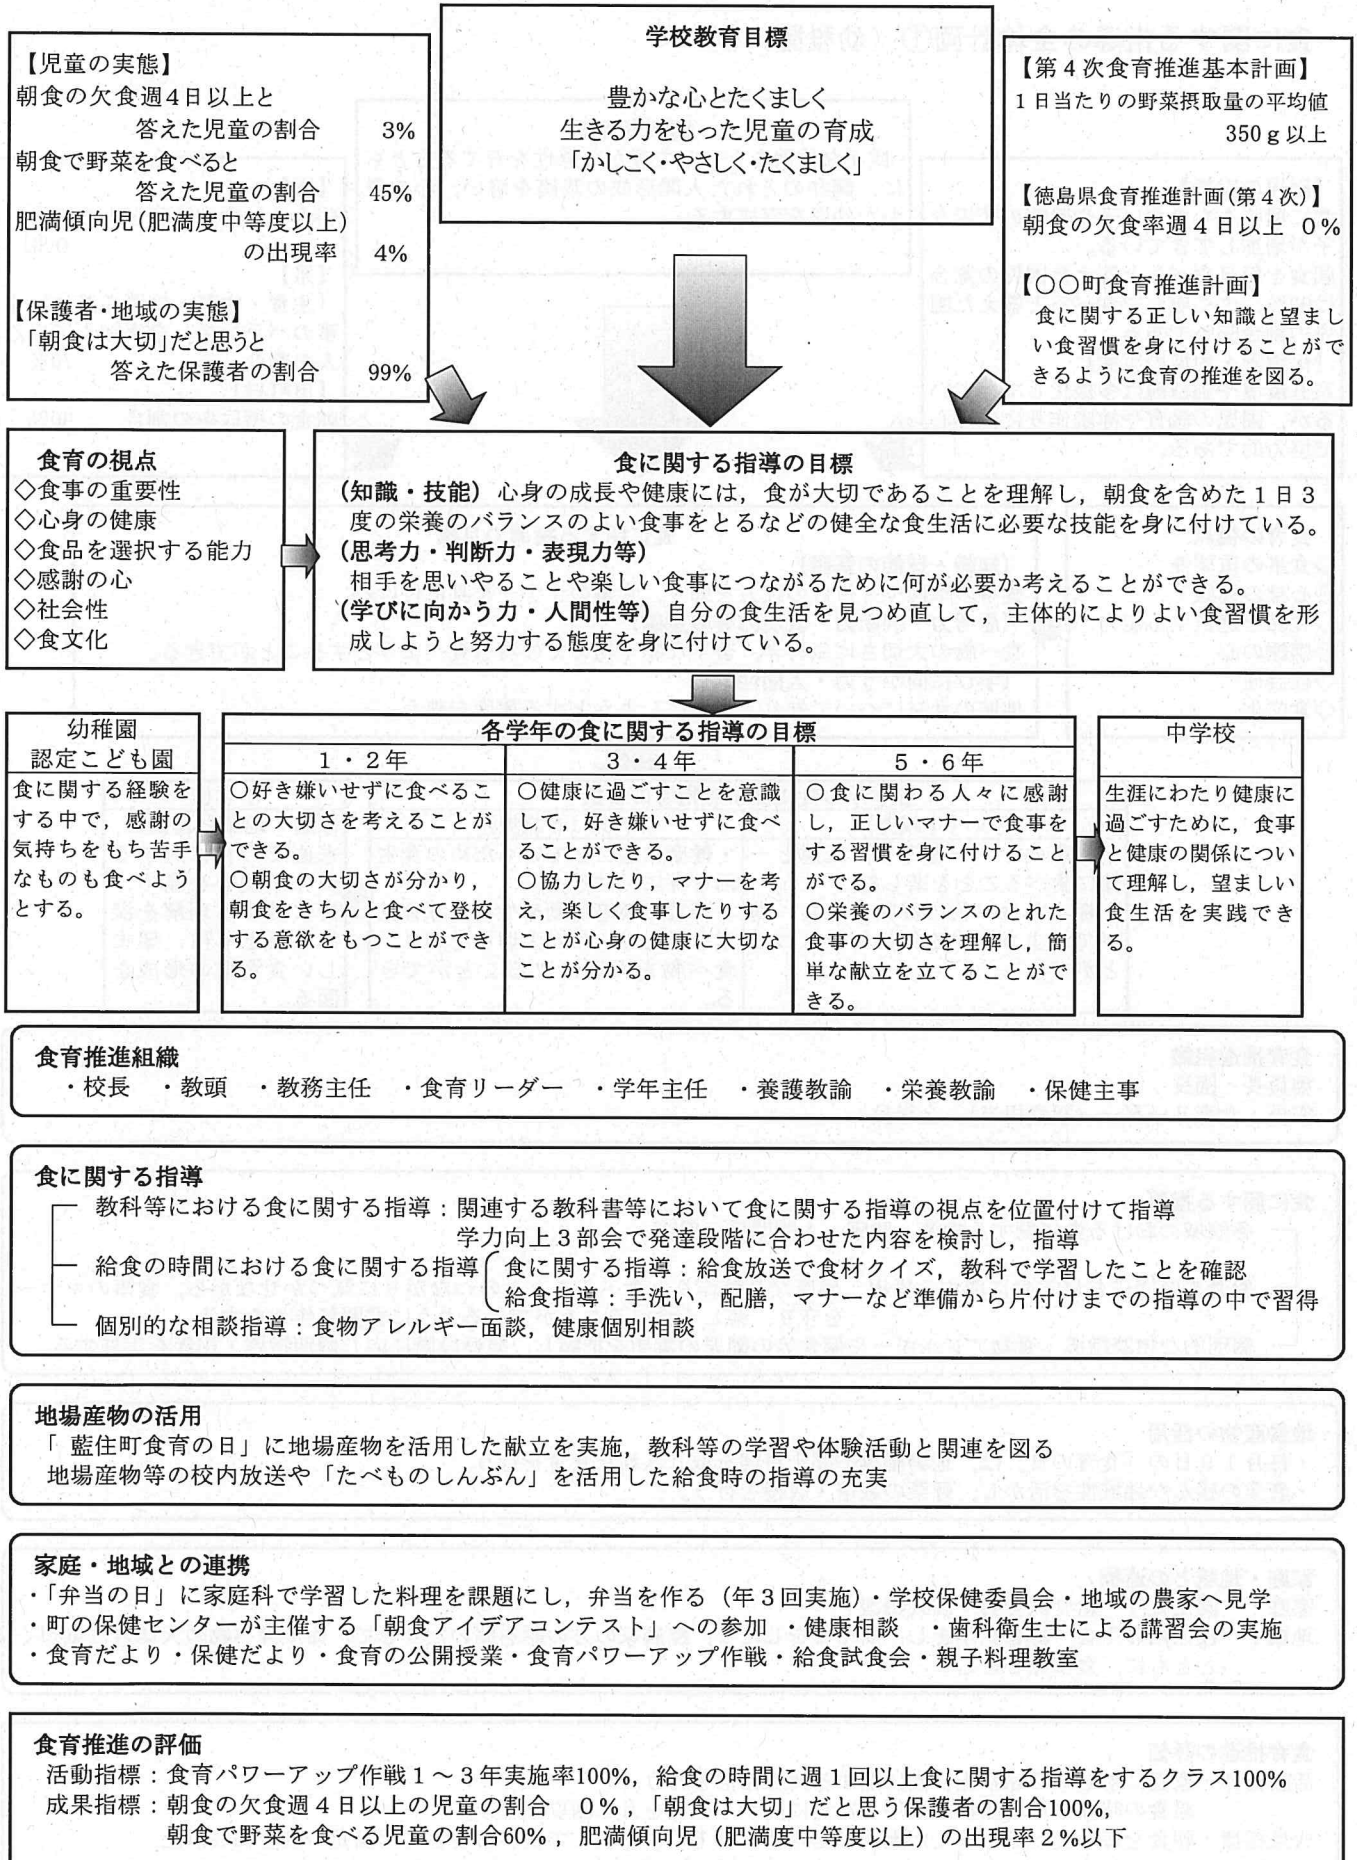 学校教育目標
豊かな心とたくましく
生きる力をもった児童の育成
「かしこく・やさしく・たくましく」
【児童の実態】
朝食の欠食週4日以上と
答えた児童の割合 3%
朝食で野菜を食べると
答えた児童の割合 45%
肥満傾向児(肥満度中等度以上)
の出現率 4%
【保護者・地域の実態】
「朝食は大切」だと思うと
答えた保護者の割合 99%
【第4次食育推進基本計画】
1日当たりの野菜摂取量の平均値
350g以上
【徳島県食育推進計画(第4次)】
朝食の欠食率週4日以上 0%
【〇〇町食育推進計画】
食に関する正しい知識と望まし
い食習慣を身に付けることがで
きるように食育の推進を図る。
食育の視点
◇食事の重要性
◇心身の健康
◇食品を選択する能力
◇感謝の心
◇社会性
◇食文化
食に関する指導の目標
(知識・技能)心身の成長や健康には,食が大切であることを理解し,朝食を含めた1日3
度の栄養のバランスのよい食事をとるなどの健全な食生活に必要な技能を身に付けている。
(思考力・判断力・表現力等)
相手を思いやることや楽しい食事につながるために何が必要か考えることができる。
(学びに向かう力・人間性等)自分の食生活を見つめ直して,主体的によりよい食習慣を形
成しようと努力する態度を身に付けている。
幼稚園
認定こども園
食に関する経験を
する中で,感謝の
気持ちをもち苦手
なものも食べよう
とする。
各学年の食に関する指導の目標
1・2年
〇好き嫌いせずに食べるこ
との大切さを考えることが
できる。
〇朝食の大切さが分かり,
朝食をきちんと食べて登校
する意欲をもつことができ
る。
3・4年
〇健康に過ごすことを意識
して,好き嫌いせずに食べ
ることができる。
〇協力したり,マナーを考
え,楽しく食事したりする
ことが心身の健康に大切な
ことが分かる。
5・6年
〇食に関わる人々に感謝
し,正しいマナーで食事を
する習慣を身に付けること
がでる。
〇栄養のバランスのとれた
食事の大切さを理解し,簡
単な献立を立てることがで
きる。
中学校
生涯にわたり健康に
過ごすために,食事
と健康の関係につい
て理解し,望ましい
食生活を実践でき
る。
食育推進組織
・校長 ・教頭 ・教務主任 ・食育リーダー ・学年主任 ・養護教諭 ・栄養教諭 ・保健主事
食に関する指導
教科等における食に関する指導:関連する教科書等において食に関する指導の視点を位置付けて指導
学力向上3部会で発達段階に合わせた内容を検討し,指導
給食の時間における食に関する指導 食に関する指導:給食放送で食材クイズ,教科で学習したことを確認
給食指導:手洗い,配膳,マナーなど準備から片付けまでの指導の中で習得
個別的な相談指導:食物アレルギー面談,健康個別相談
地場産物の活用
「 藍住町食育の日」に地場産物を活用した献立を実施,教科等の学習や体験活動と関連を図る
地場産物等の校内放送や「たべものしんぶん」を活用した給食時の指導の充実
家庭・地域との連携
・「弁当の日」に家庭科で学習した料理を課題にし,弁当を作る(年3回実施)・学校保健委員会・地域の農家へ見学
・町の保健センターが主催する「朝食アイデアコンテスト」への参加 ・健康相談 ・歯科衛生士による講習会の実施
・食育だより・保健だより・食育の公開授業・食育パワーアップ作戦・給食試食会・親子料理教室
食育推進の評価
活動指標:食育パワーアップ作戦1~3年実施率100%,給食の時間に週1回以上食に関する指導をするクラス100%
成果指標:朝食の欠食週4日以上の児童の割合 0%,「朝食は大切」だと思う保護者の割合100%,
朝食で野菜を食べる児童の割合60%,肥満傾向児(肥満度中等度以上)の出現率2%以下